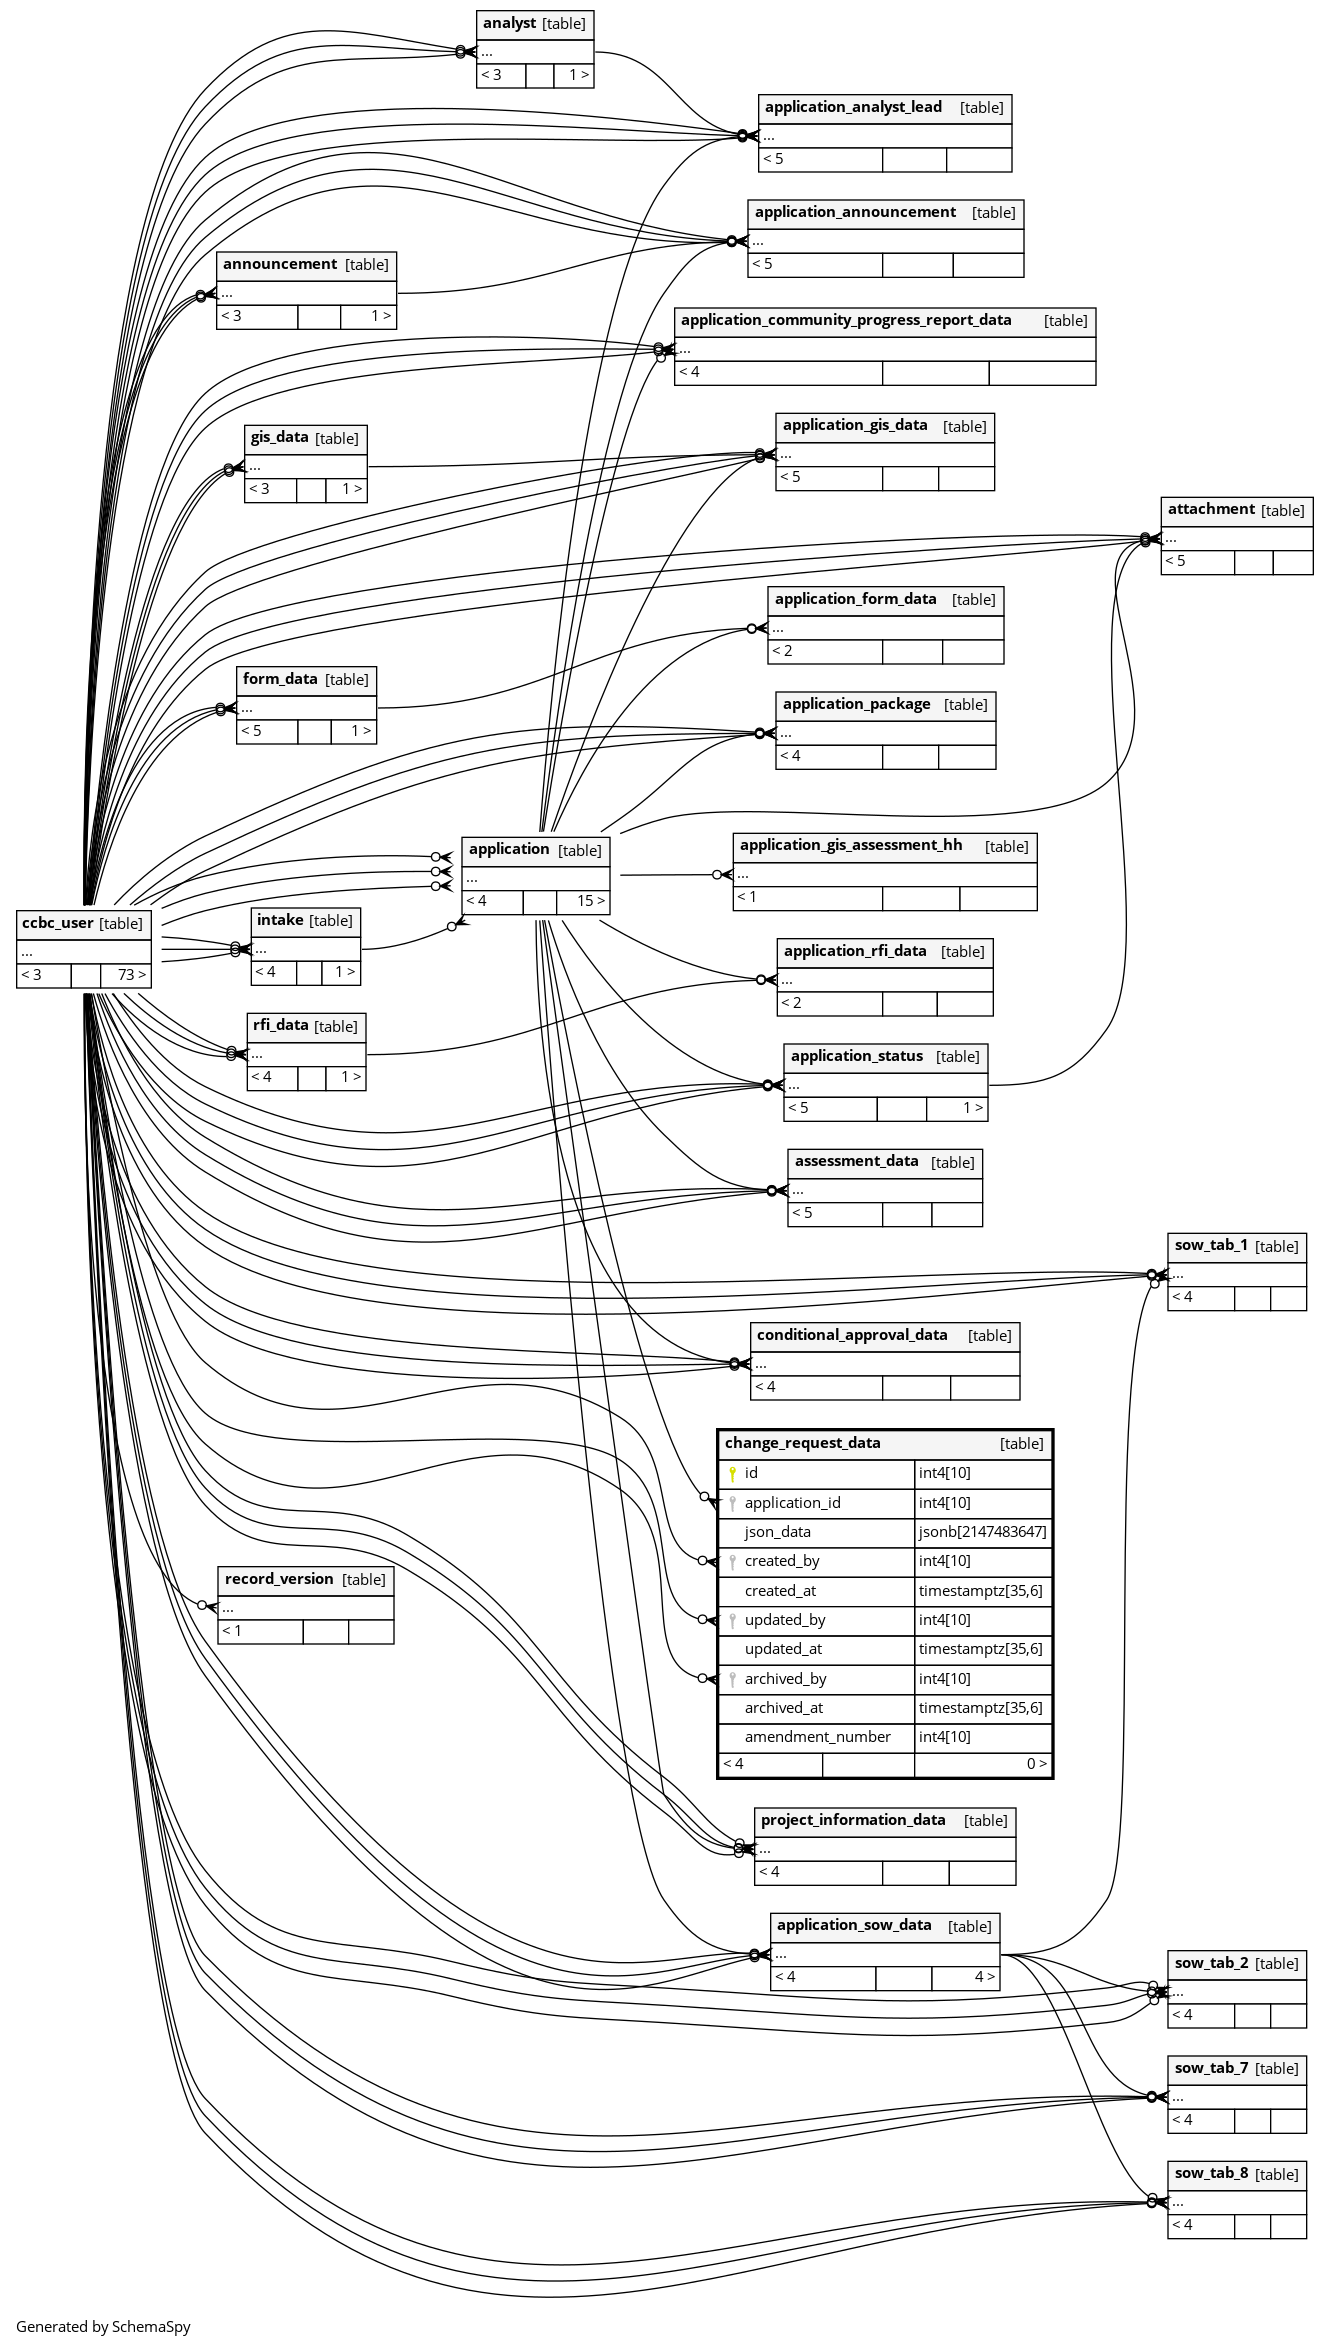 analyst [table]
...
< 3 1 >
application_analyst_lead [table]
...
< 5
application_announcement [table]
...
< 5
announcement [table]
...
< 3 1 >
application_community_progress_report_data [table]
...
< 4
application_gis_data [table]
...
< 5
gis_data [table]
...
< 3 1 >
attachment [table]
...
< 5
application_form_data [table]
...
< 2
form_data [table]
...
< 5 1 >
application_package [table]
...
< 4
application [table]
...
< 4 15 >
application_gis_assessment_hh [table]
...
< 1
ccbc_user [table]
...
< 3 73 >
intake [table]
...
< 4 1 >
application_rfi_data [table]
...
< 2
rfi_data [table]
...
< 4 1 >
application_status [table]
...
< 5 1 >
assessment_data [table]
...
< 5
sow_tab_1 [table]
...
< 4
conditional_approval_data [table]
...
< 4
change_request_data [table]
id int4[10]
application_id int4[10]
json_data jsonb[2147483647]
created_by int4[10]
created_at timestamptz[35,6]
updated_by int4[10]
updated_at timestamptz[35,6]
archived_by int4[10]
archived_at timestamptz[35,6]
amendment_number int4[10]
< 4 0 >
record_version [table]
...
< 1
project_information_data [table]
...
< 4
application_sow_data [table]
...
< 4 4 >
sow_tab_2 [table]
...
< 4
sow_tab_7 [table]
...
< 4
sow_tab_8 [table]
...
< 4
Generated by SchemaSpy